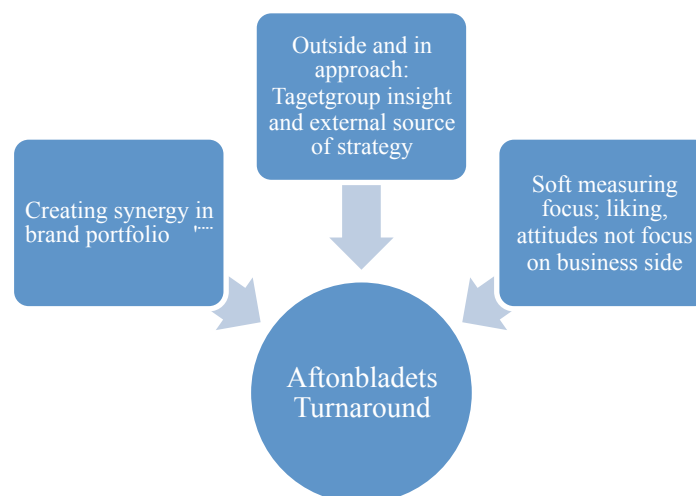 Outside and in
approach:
Tagetgroup insight
and external source
of strategy
Creating synergy in
brand portfolio
Soft measuring
focus; liking,
attitudes not focus
on business side
Aftonbladets
Turnaround